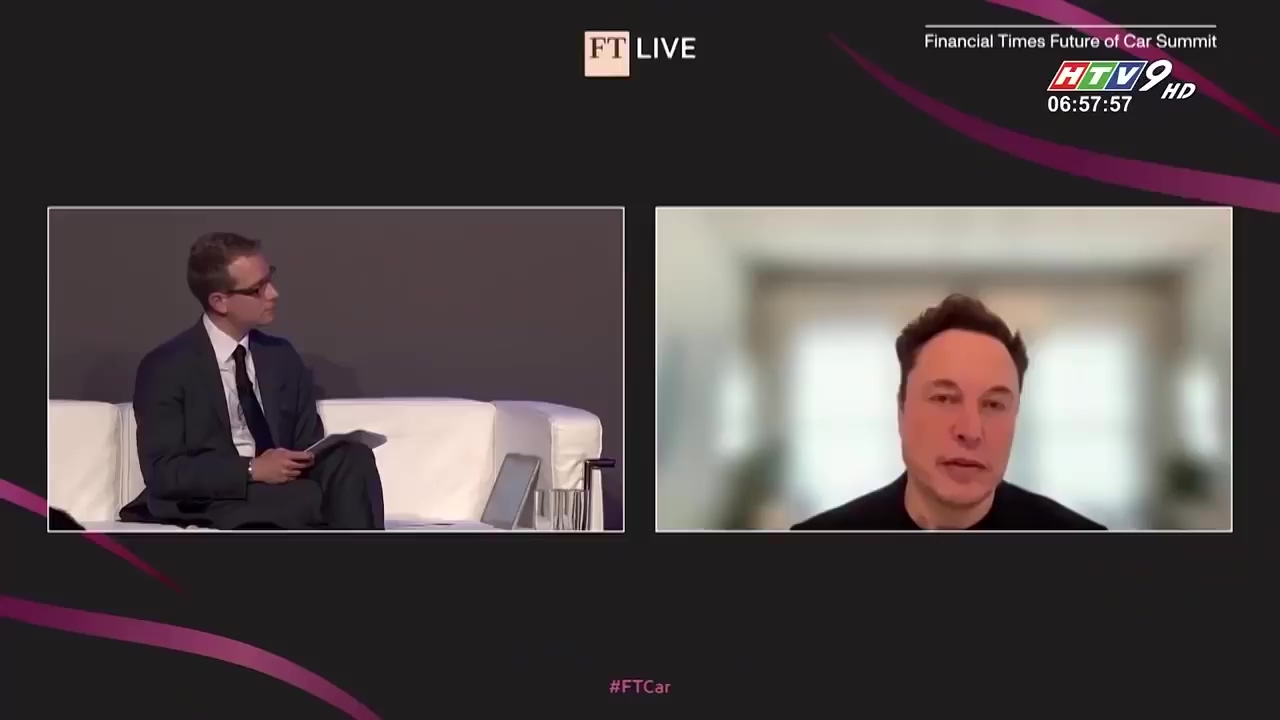 FT LIVE
Financial Times Future of Car Summit
HTV9 HD
06:57:57
#FTCar